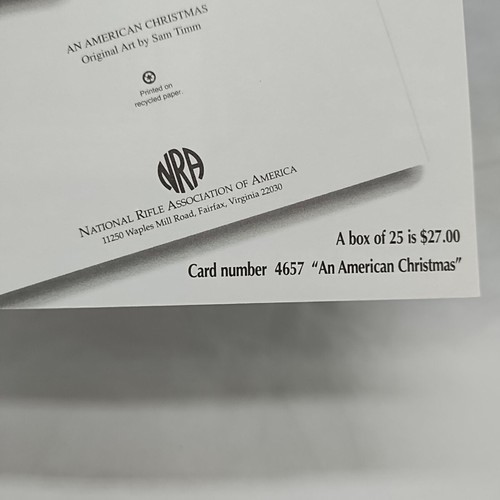 AN AMERICAN CHRISTMAS
Original Art by Sam Timm
Printed on
recycled paper.
NRA
NATIONAL RIFLE ASSOCIATION OF AMERICA
11250 Waples Mill Road, Fairfax, Virginia 22030
A box of 25 is $27.00
Card number 4657 “An American Christmas”